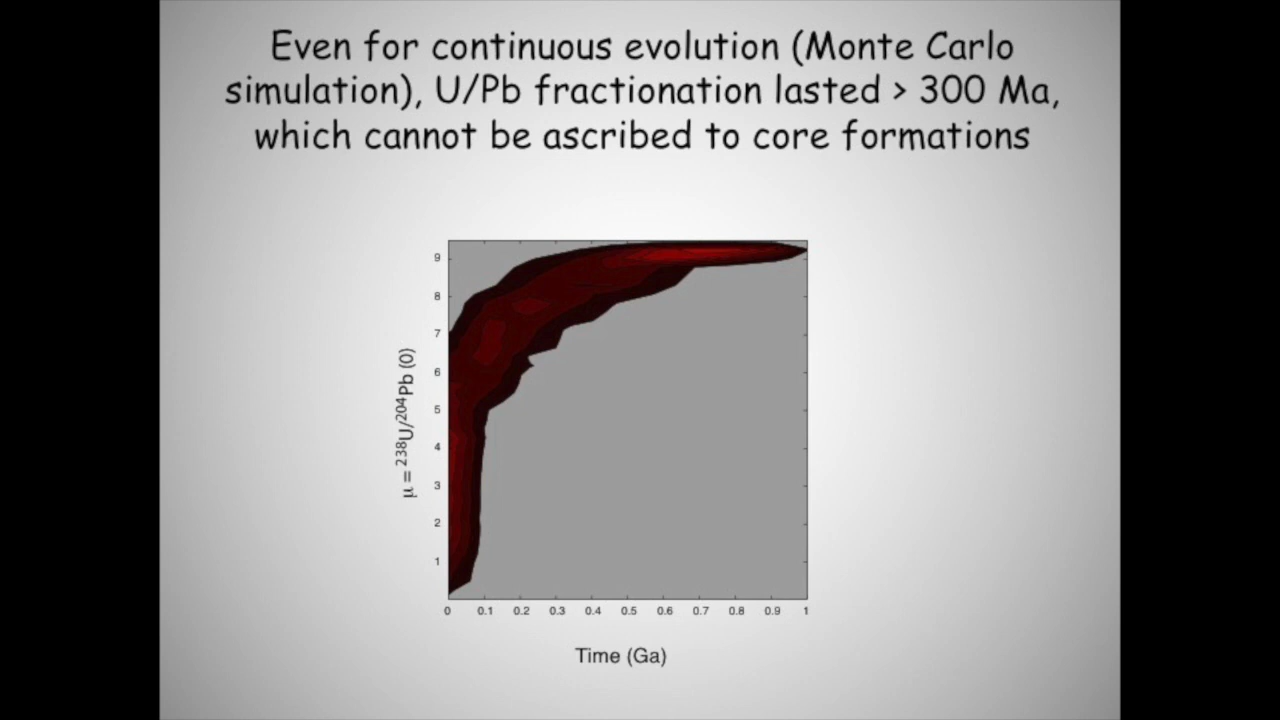 Even for continuous evolution (Monte Carlo
simulation), U/Pb fractionation lasted > 300 Ma,
which cannot be ascribed to core formations
9
8
7
6
5
4
3
2
1
μ = ²³⁸U/²⁰⁴Pb (0)
0 0.1 0.2 0.3 0.4 0.5 0.6 0.7 0.8 0.9 1
Time (Ga)